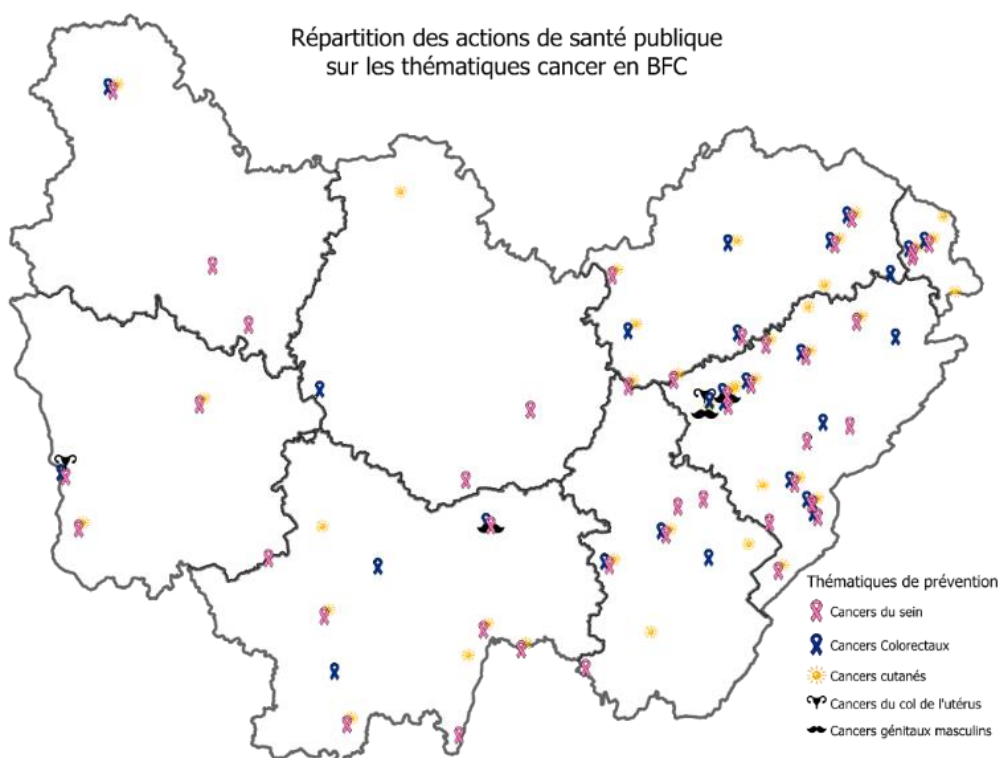 Répartition des actions de santé publique
sur les thématiques cancer en BFC
Thématiques de prévention
Cancers du sein
Cancers Colorectaux
Cancers cutanés
Cancers du col de l'utérus
Cancers génitaux masculins